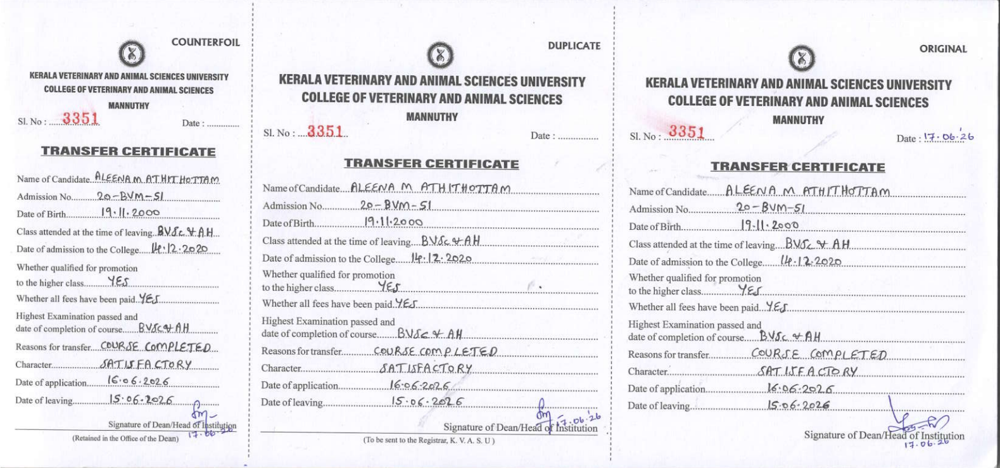 COUNTERFOIL
KERALA VETERINARY AND ANIMAL SCIENCES UNIVERSITY
COLLEGE OF VETERINARY AND ANIMAL SCIENCES
MANNUTHY
Sl. No : 3351 Date : ..............
TRANSFER CERTIFICATE
Name of Candidate ALEENA M ATHITHOTTAM
Admission No. 20-BVM-51
Date of Birth 19.11.2000
Class attended at the time of leaving BVSc & AH
Date of admission to the College 14.12.2020
Whether qualified for promotion
to the higher class YES
Whether all fees have been paid YES
Highest Examination passed and
date of completion of course BVSc & AH
Reasons for transfer COURSE COMPLETED
Character SATISFACTORY
Date of application 16.06.2026
Date of leaving 15.06.2026
Signature of Dean/Head of Institution
17.06.26
(Retained in the Office of the Dean)
DUPLICATE
KERALA VETERINARY AND ANIMAL SCIENCES UNIVERSITY
COLLEGE OF VETERINARY AND ANIMAL SCIENCES
MANNUTHY
Sl. No : 3351 Date : ................
TRANSFER CERTIFICATE
Name of Candidate ALEENA M ATHITHOTTAM
Admission No. 20-BVM-51
Date of Birth 19.11.2000
Class attended at the time of leaving BVSc & AH
Date of admission to the College 14.12.2020
Whether qualified for promotion
to the higher class YES
Whether all fees have been paid YES
Highest Examination passed and
date of completion of course BVSc & AH
Reasons for transfer COURSE COMPLETED
Character SATISFACTORY
Date of application 16.06.2026
Date of leaving 15.06.2026
17.06.26
Signature of Dean/Head of Institution
(To be sent to the Registrar, K. V. A. S. U )
ORIGINAL
KERALA VETERINARY AND ANIMAL SCIENCES UNIVERSITY
COLLEGE OF VETERINARY AND ANIMAL SCIENCES
MANNUTHY
Sl. No : 3351 Date : 17.06.'26
TRANSFER CERTIFICATE
Name of Candidate ALEENA M ATHITHOTTAM
Admission No. 20-BVM-51
Date of Birth 19.11.2000
Class attended at the time of leaving BVSc & AH
Date of admission to the College 14.12.2020
Whether qualified for promotion
to the higher class YES
Whether all fees have been paid YES
Highest Examination passed and
date of completion of course BVSc & AH
Reasons for transfer COURSE COMPLETED
Character SATISFACTORY
Date of application 16.06.2026
Date of leaving 15.06.2026
Signature of Dean/Head of Institution
17.06.26